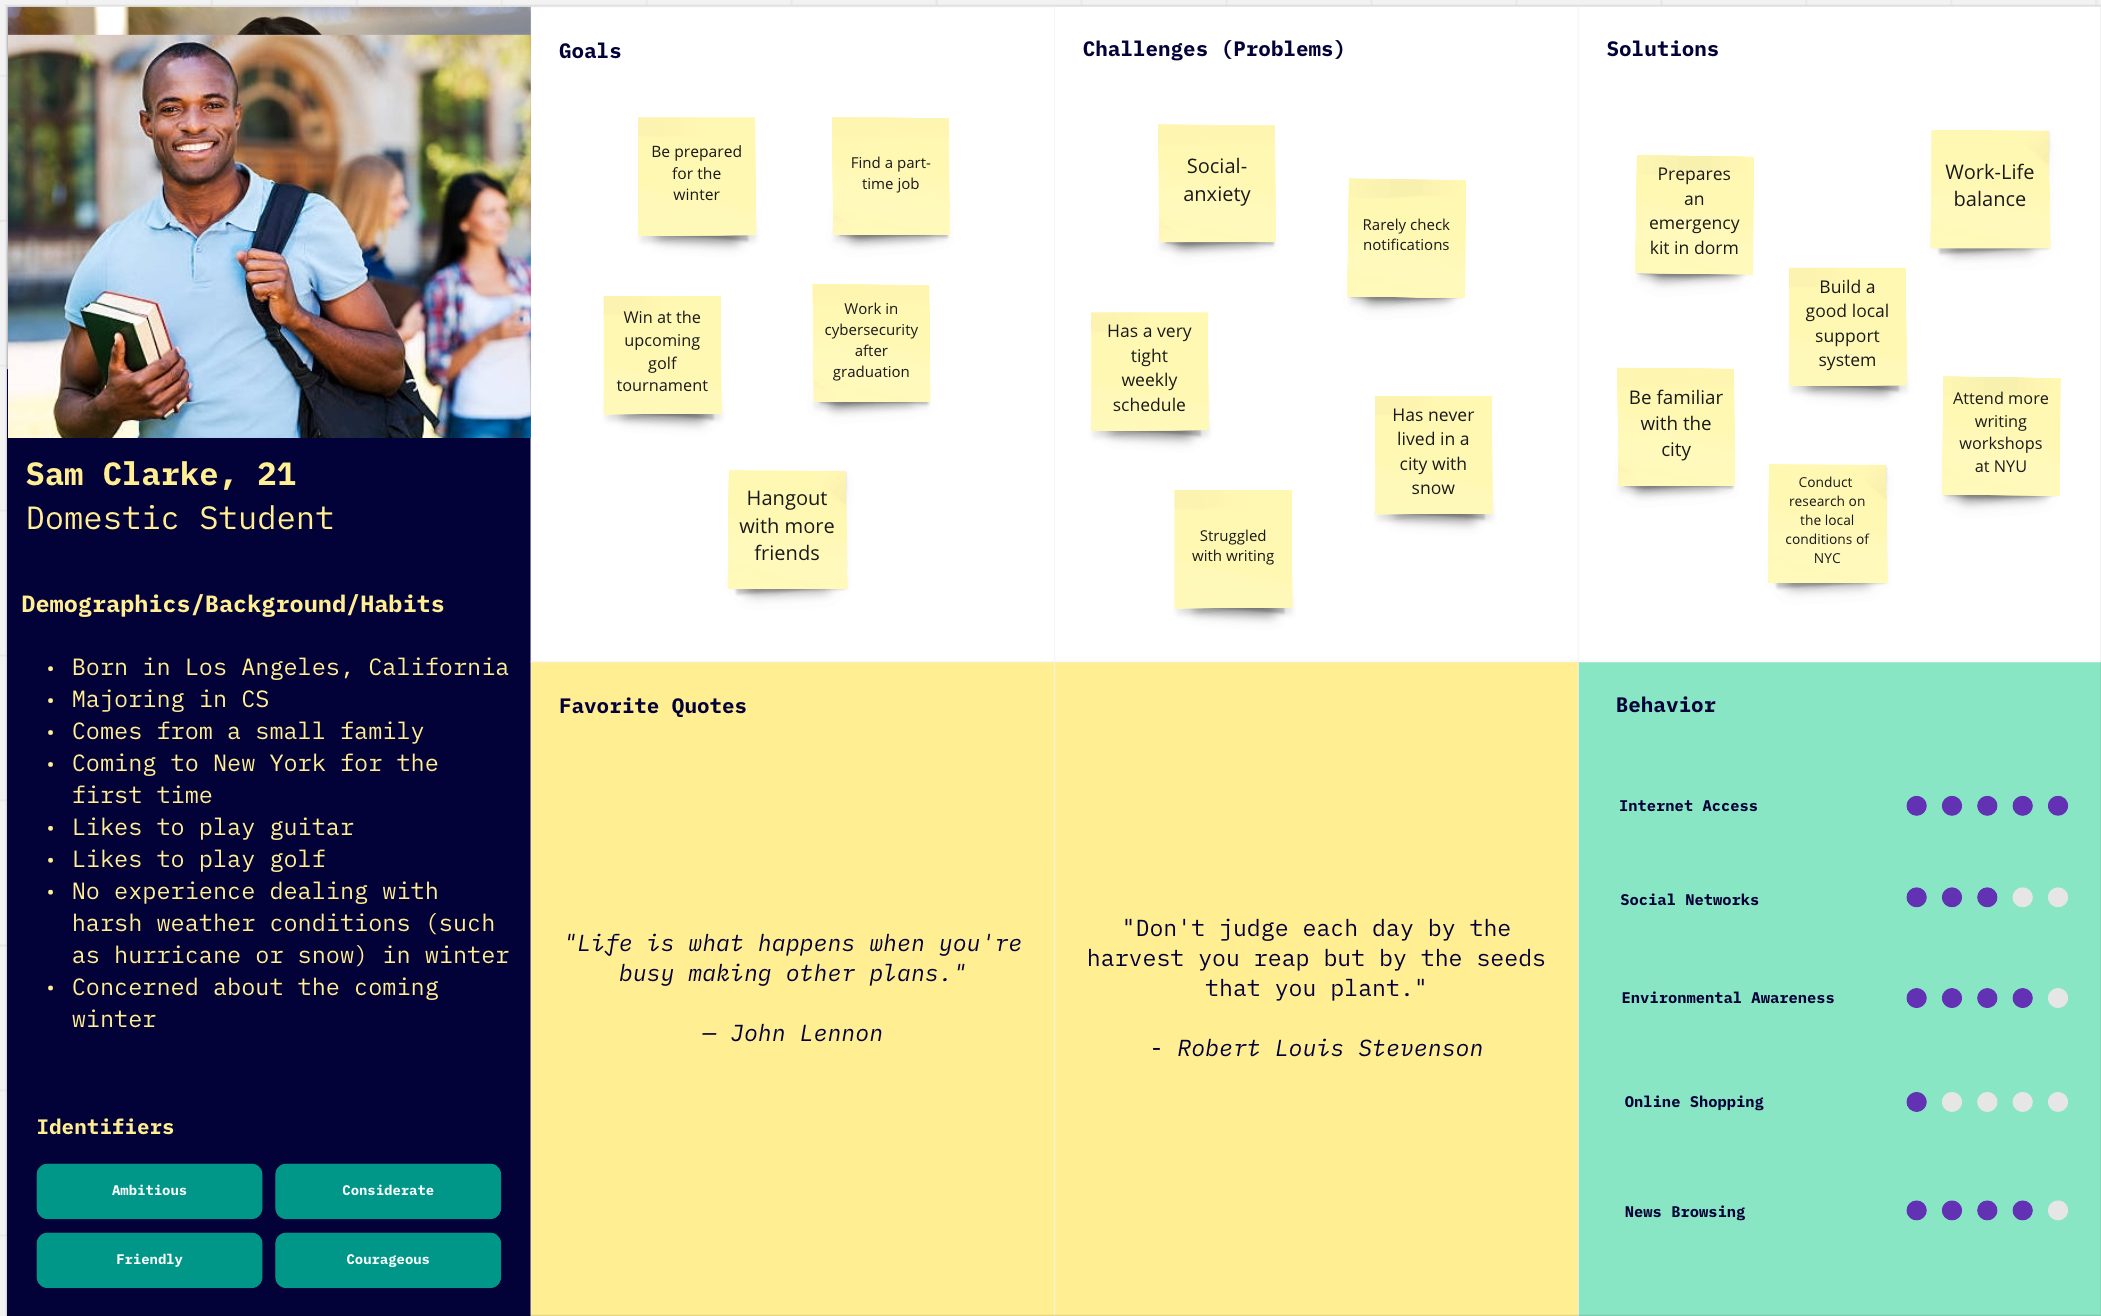 Sam Clarke, 21
Domestic Student
Demographics/Background/Habits
• Born in Los Angeles, California
• Majoring in CS
• Comes from a small family
• Coming to New York for the
first time
• Likes to play guitar
• Likes to play golf
• No experience dealing with
harsh weather conditions (such
as hurricane or snow) in winter
• Concerned about the coming
winter
Identifiers
Ambitious
Considerate
Friendly
Courageous
Goals
Be prepared
for the
winter
Find a part-
time job
Win at the
upcoming
golf
tournament
Work in
cybersecurity
after
graduation
Hangout
with more
friends
Challenges (Problems)
Social-
anxiety
Rarely check
notifications
Has a very
tight
weekly
schedule
Has never
lived in a
city with
snow
Struggled
with writing
Solutions
Prepares
an
emergency
kit in dorm
Work-Life
balance
Build a
good local
support
system
Be familiar
with the
city
Attend more
writing
workshops
at NYU
Conduct
research on
the local
conditions of
NYC
Favorite Quotes
"Life is what happens when you're
busy making other plans."
— John Lennon
"Don't judge each day by the
harvest you reap but by the seeds
that you plant."
- Robert Louis Stevenson
Behavior
Internet Access
Social Networks
Environmental Awareness
Online Shopping
News Browsing